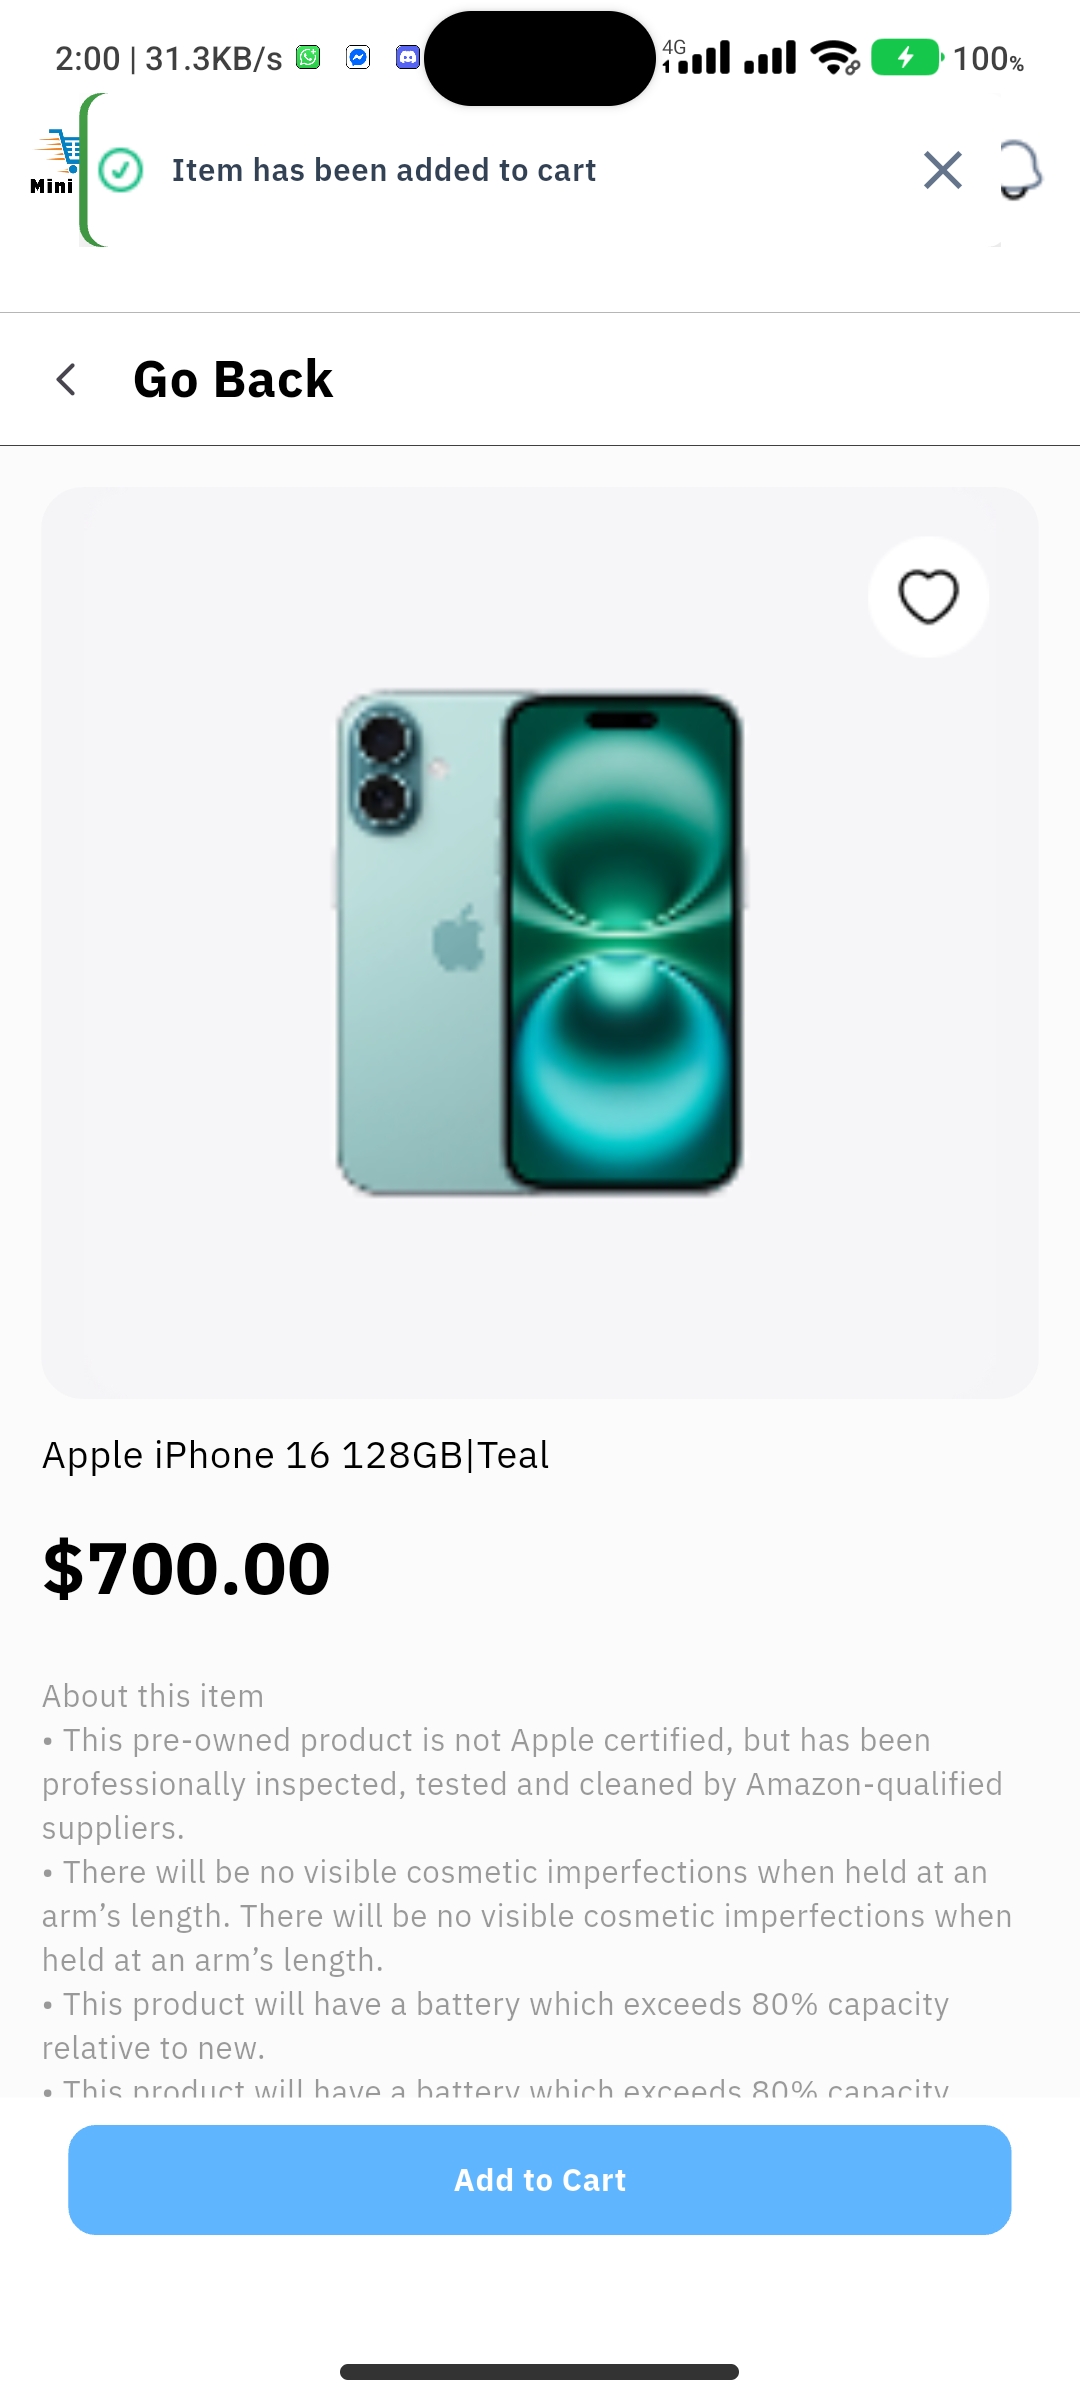 2:00 | 31.3KB/s 4G 100%
Mini
Item has been added to cart
Go Back
Apple iPhone 16 128GB|Teal
$700.00
About this item
• This pre-owned product is not Apple certified, but has been
professionally inspected, tested and cleaned by Amazon-qualified
suppliers.
• There will be no visible cosmetic imperfections when held at an
arm’s length. There will be no visible cosmetic imperfections when
held at an arm’s length.
• This product will have a battery which exceeds 80% capacity
relative to new.
• This product will have a battery which exceeds 80% capacity
Add to Cart